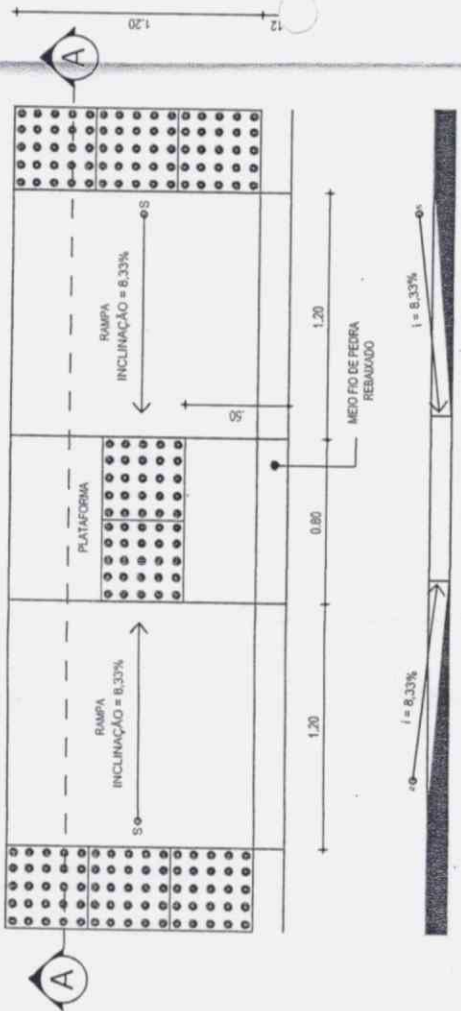 A
A
1.20
12
RAMPA
INCLINAÇÃO = 8,33%
S
PLATAFORMA
RAMPA
INCLINAÇÃO = 8,33%
S
.50
1,20
0.80
1,20
MEIO FIO DE PEDRA
REBAIXADO
i = 8,33%
i = 8,33%